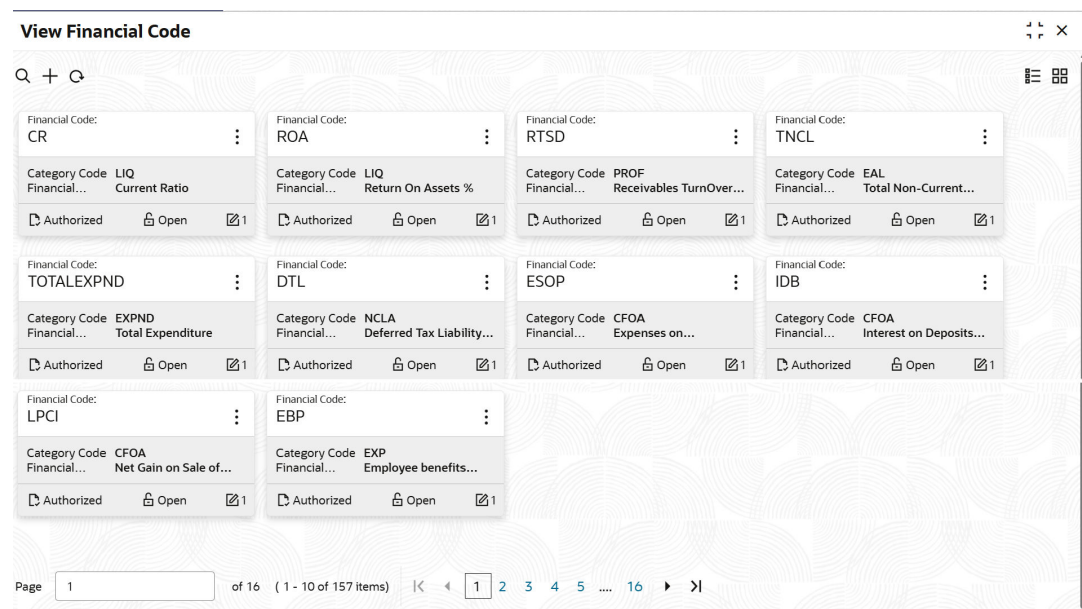 View Financial Code
Financial Code:
CR
Category Code LIQ
Financial... Current Ratio
Authorized Open 1
Financial Code:
ROA
Category Code LIQ
Financial... Return On Assets %
Authorized Open 1
Financial Code:
RTSD
Category Code PROF
Financial... Receivables TurnOver...
Authorized Open 1
Financial Code:
TNCL
Category Code EAL
Financial... Total Non-Current...
Authorized Open 1
Financial Code:
TOTALEXPND
Category Code EXPND
Financial... Total Expenditure
Authorized Open 1
Financial Code:
DTL
Category Code NCLA
Financial... Deferred Tax Liability...
Authorized Open 1
Financial Code:
ESOP
Category Code CFOA
Financial... Expenses on...
Authorized Open 1
Financial Code:
IDB
Category Code CFOA
Financial... Interest on Deposits...
Authorized Open 1
Financial Code:
LPCI
Category Code CFOA
Financial... Net Gain on Sale of...
Authorized Open 1
Financial Code:
EBP
Category Code EXP
Financial... Employee benefits...
Authorized Open 1
Page 1 of 16 ( 1 - 10 of 157 items) 1 2 3 4 5 .... 16